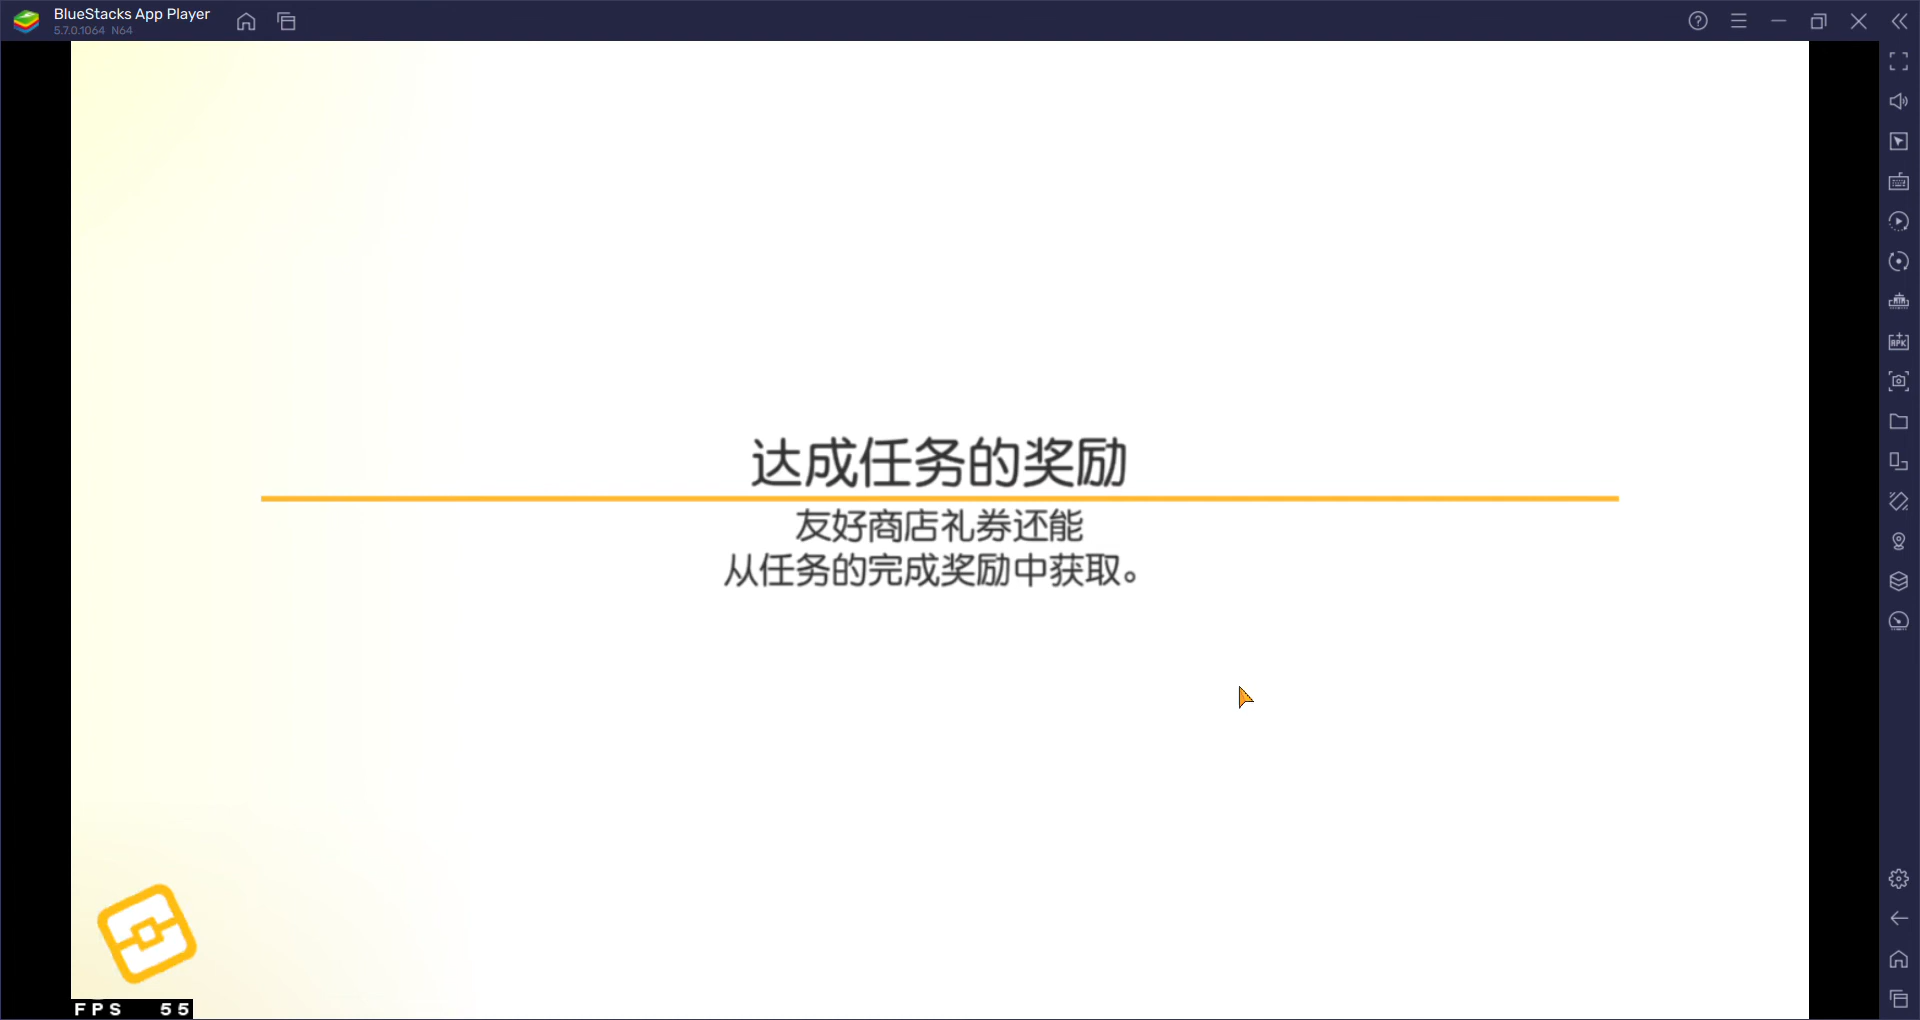 BlueStacks App Player
5.7.0.1064 N64
达成任务的奖励
友好商店礼券还能
从任务的完成奖励中获取。
FPS 55